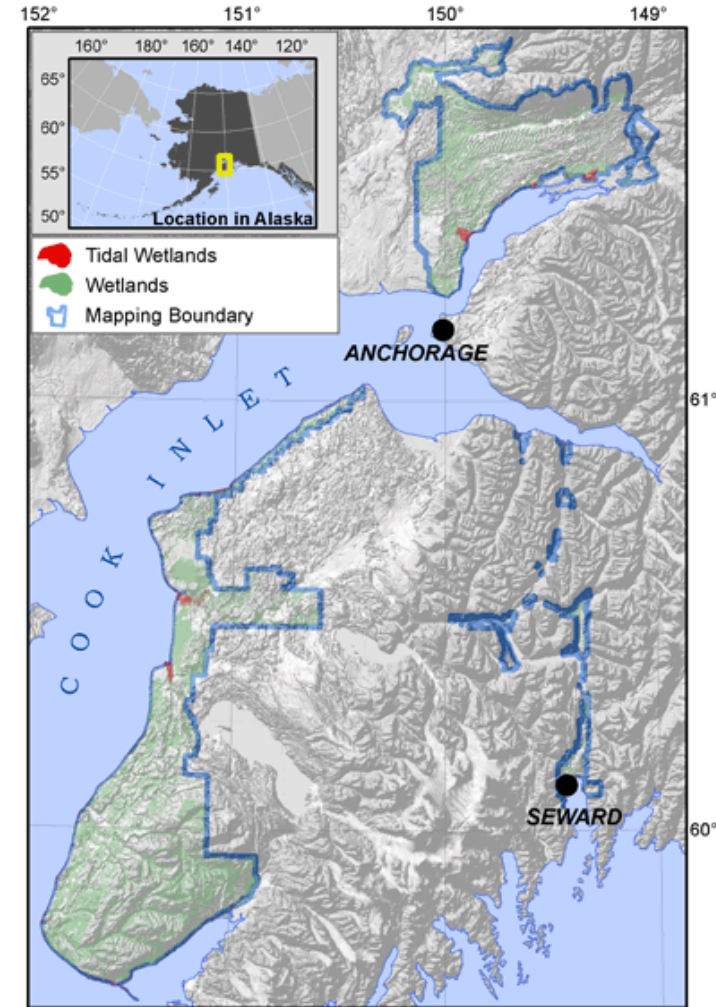 152°
151°
150°
149°
160°
180°
160°
140°
120°
65°
60°
55°
50°
Location in Alaska
Tidal Wetlands
Wetlands
Mapping Boundary
ANCHORAGE
61°
COOK INLET
SEWARD
60°